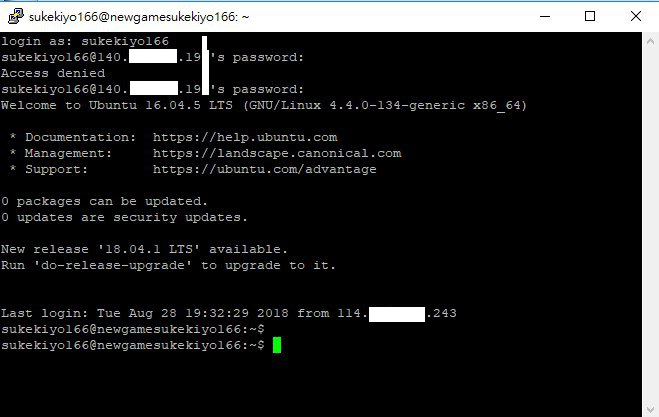 sukekiyo166@newgamesukekiyo166: ~
login as: sukekiyo166
sukekiyo166@140. .19 's password:
Access denied
sukekiyo166@140. .19 's password:
Welcome to Ubuntu 16.04.5 LTS (GNU/Linux 4.4.0-134-generic x86_64)
* Documentation:  https://help.ubuntu.com
* Management:     https://landscape.canonical.com
* Support:        https://ubuntu.com/advantage
0 packages can be updated.
0 updates are security updates.
New release '18.04.1 LTS' available.
Run 'do-release-upgrade' to upgrade to it.
Last login: Tue Aug 28 19:32:29 2018 from 114. .243
sukekiyo166@newgamesukekiyo166:~$
sukekiyo166@newgamesukekiyo166:~$